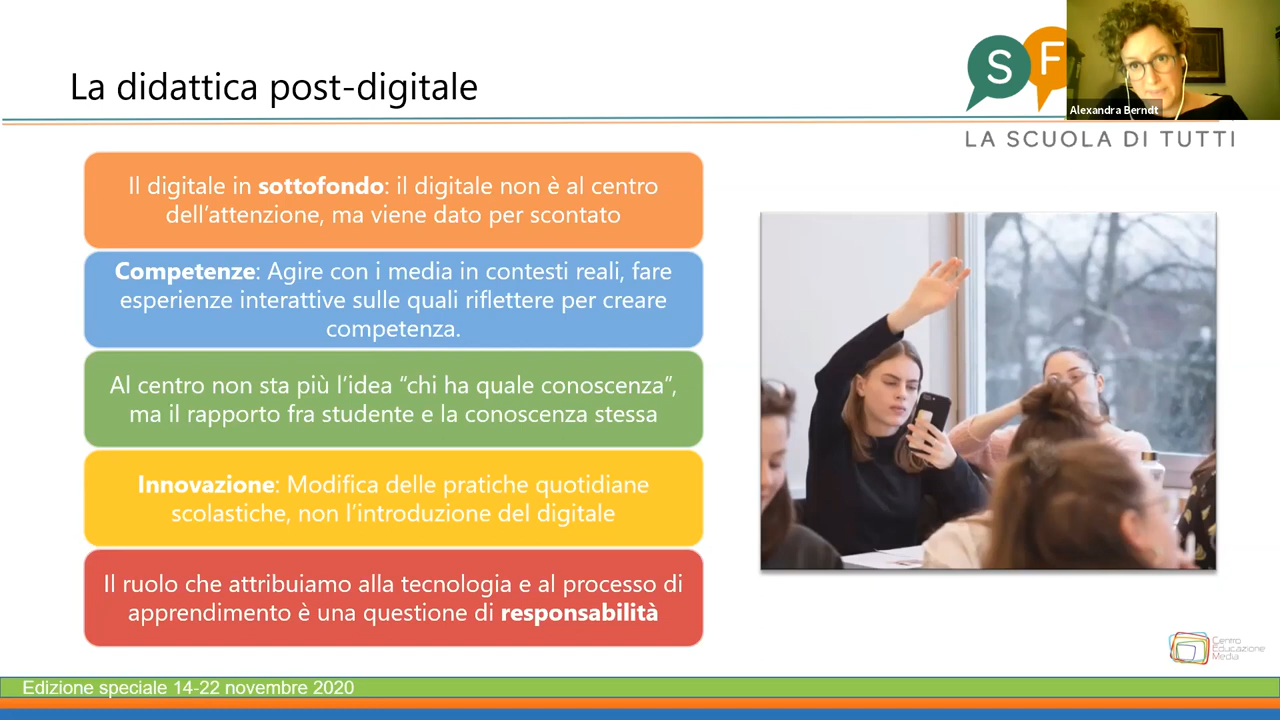 La didattica post-digitale
S F
Alexandra Berndt
LA SCUOLA DI TUTTI
Il digitale in sottofondo: il digitale non è al centro
dell'attenzione, ma viene dato per scontato
Competenze: Agire con i media in contesti reali, fare
esperienze interattive sulle quali riflettere per creare
competenza.
Al centro non sta più l'idea “chi ha quale conoscenza”,
ma il rapporto fra studente e la conoscenza stessa
Innovazione: Modifica delle pratiche quotidiane
scolastiche, non l'introduzione del digitale
Il ruolo che attribuiamo alla tecnologia e al processo di
apprendimento è una questione di responsabilità
Centro
Educazione
Media
Edizione speciale 14-22 novembre 2020